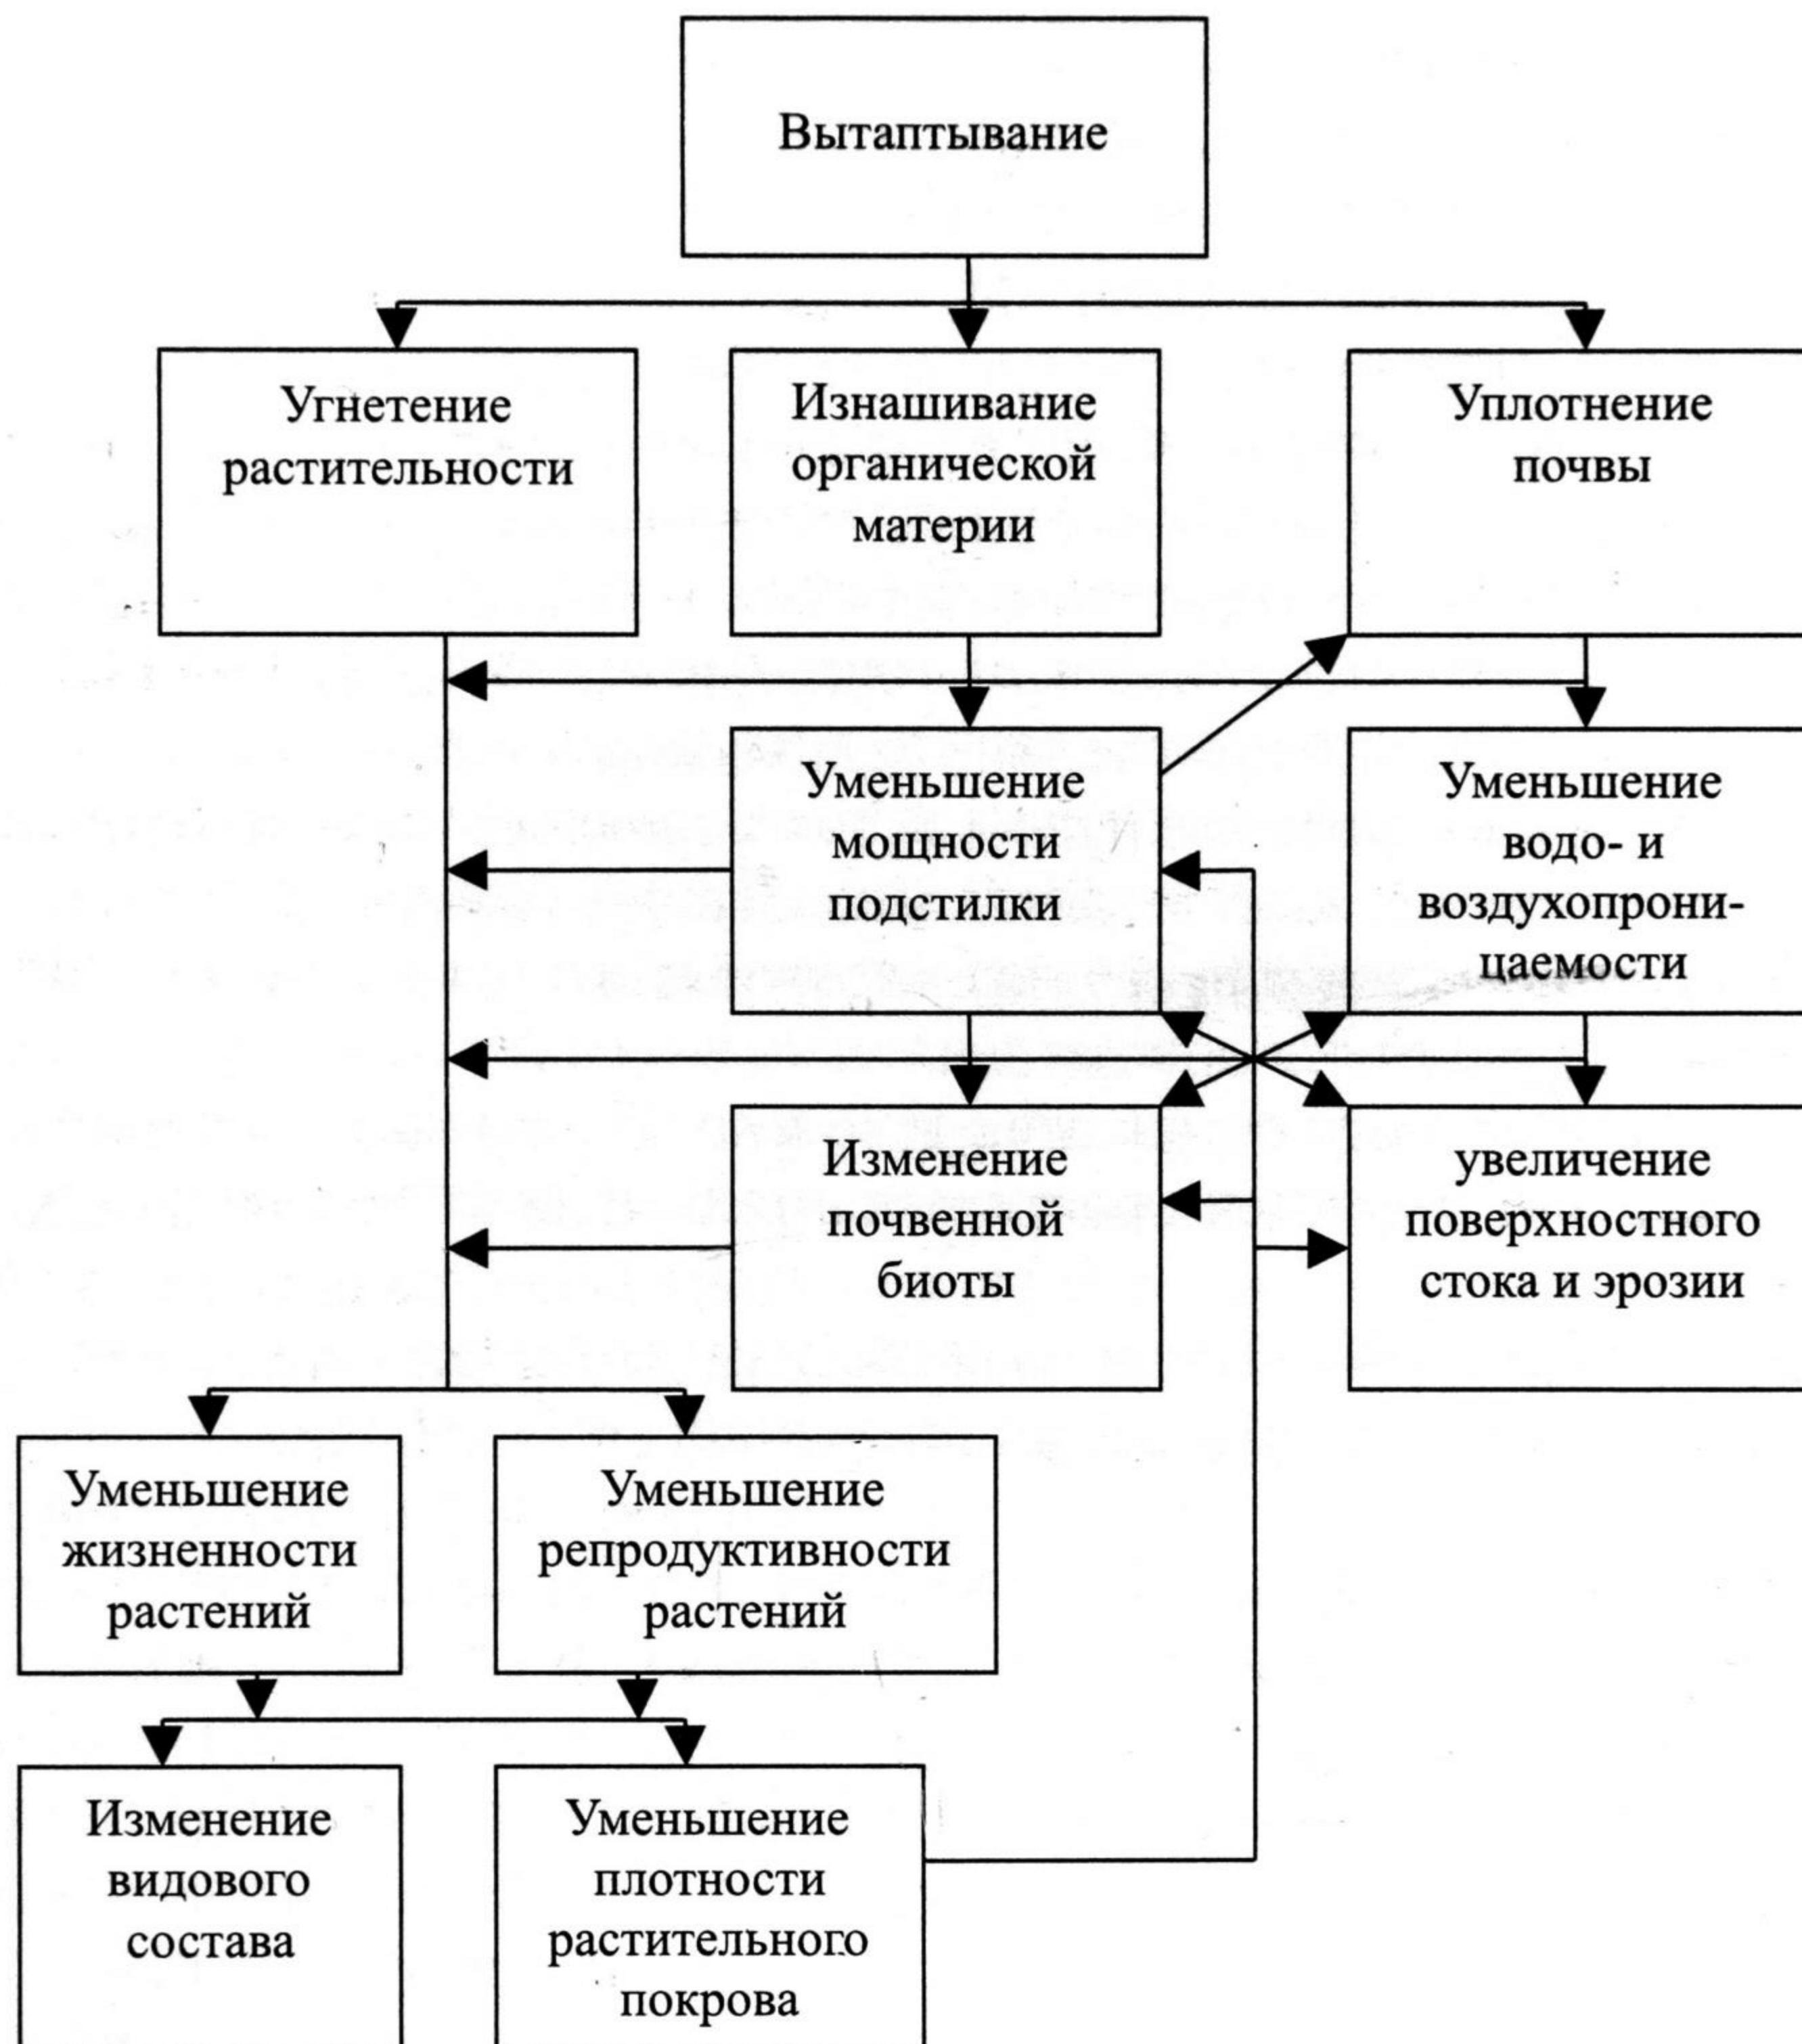 Вытаптывание
Угнетение
растительности
Изнашивание
органической
материи
Уплотнение
почвы
Уменьшение
мощности
подстилки
Уменьшение
водо- и
воздухопрони-
цаемости
Изменение
почвенной
биоты
увеличение
поверхностного
стока и эрозии
Уменьшение
жизненности
растений
Уменьшение
репродуктивности
растений
Изменение
видового
состава
Уменьшение
плотности
растительного
покрова